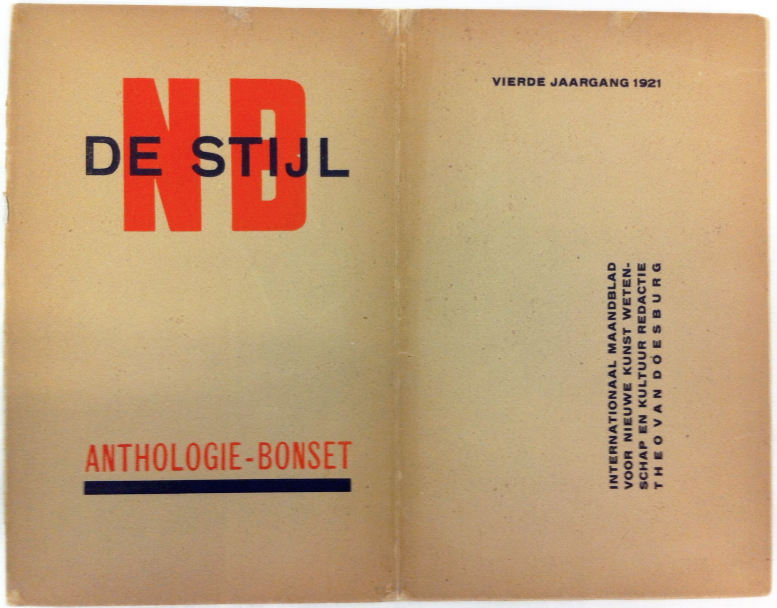 NB
DE STIJL
ANTHOLOGIE-BONSET
VIERDE JAARGANG 1921
INTERNATIONAAL MAANDBLAD
VOOR NIEUWE KUNST WETEN-
SCHAP EN KULTUUR REDACTIE
THEO VAN DOESBURG